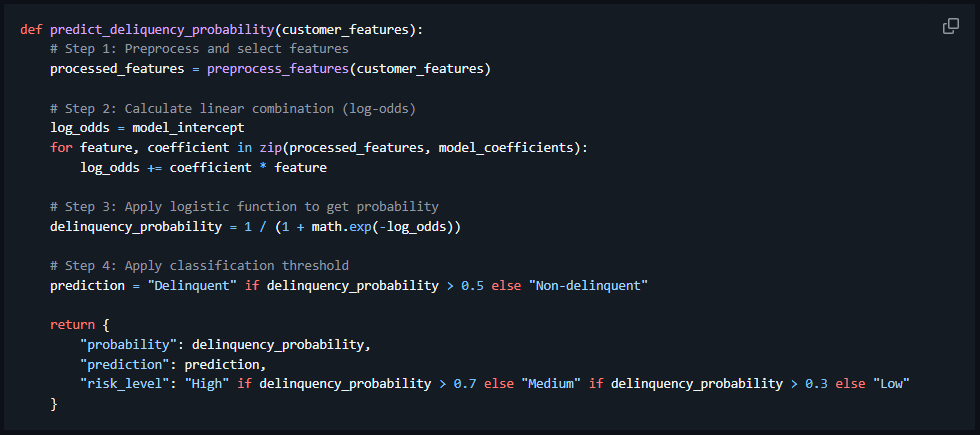 def predict_deliquency_probability(customer_features):
    # Step 1: Preprocess and select features
    processed_features = preprocess_features(customer_features)

    # Step 2: Calculate linear combination (log-odds)
    log_odds = model_intercept
    for feature, coefficient in zip(processed_features, model_coefficients):
        log_odds += coefficient * feature

    # Step 3: Apply logistic function to get probability
    delinquency_probability = 1 / (1 + math.exp(-log_odds))

    # Step 4: Apply classification threshold
    prediction = "Delinquent" if delinquency_probability > 0.5 else "Non-delinquent"

    return {
        "probability": delinquency_probability,
        "prediction": prediction,
        "risk_level": "High" if delinquency_probability > 0.7 else "Medium" if delinquency_probability > 0.3 else "Low"
    }